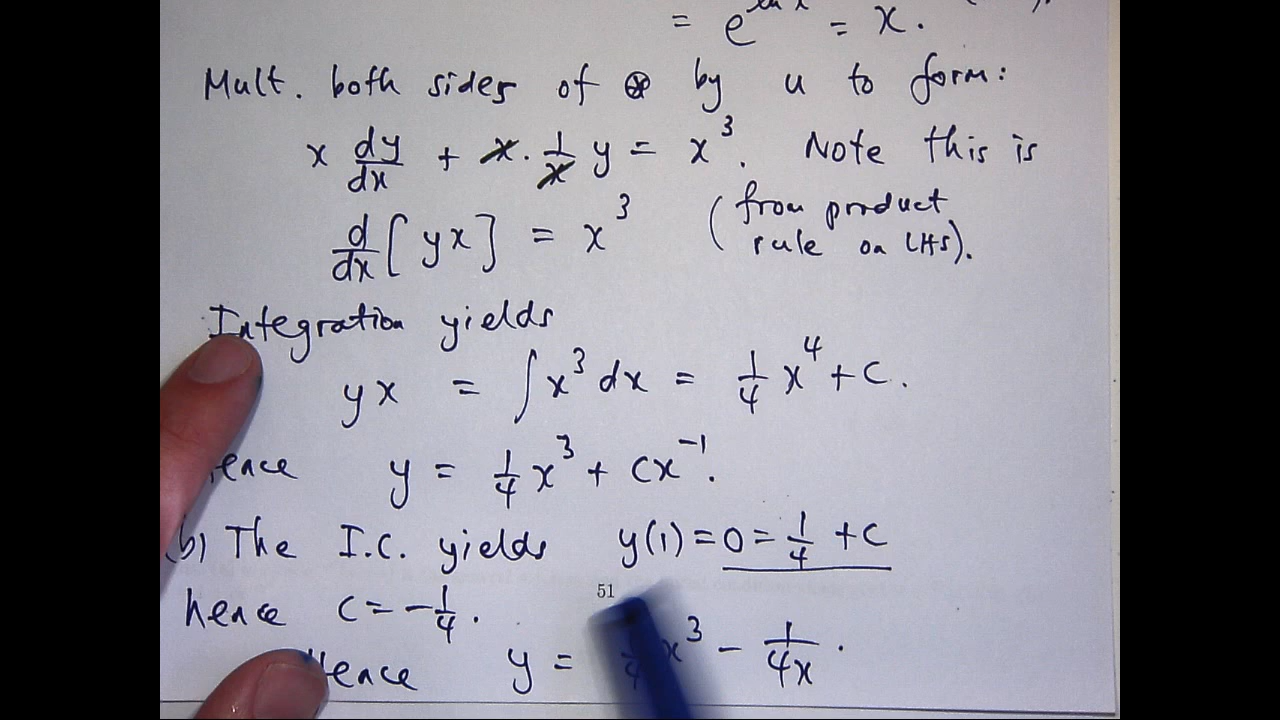 = e^{ln x} = x.
Mult. both sides of ⊛ by u to form:
x dy/dx + x · 1/x y = x^3. Note this is
d/dx [yx] = x^3 (from product rule on LHS).
Integration yields
yx = ∫ x^3 dx = 1/4 x^4 + C.
Hence y = 1/4 x^3 + Cx^{-1}.
(b) The I.C. yields y(1) = 0 = 1/4 + C
51
hence C = -1/4.
Hence y = 1/4 x^3 - 1/4x.